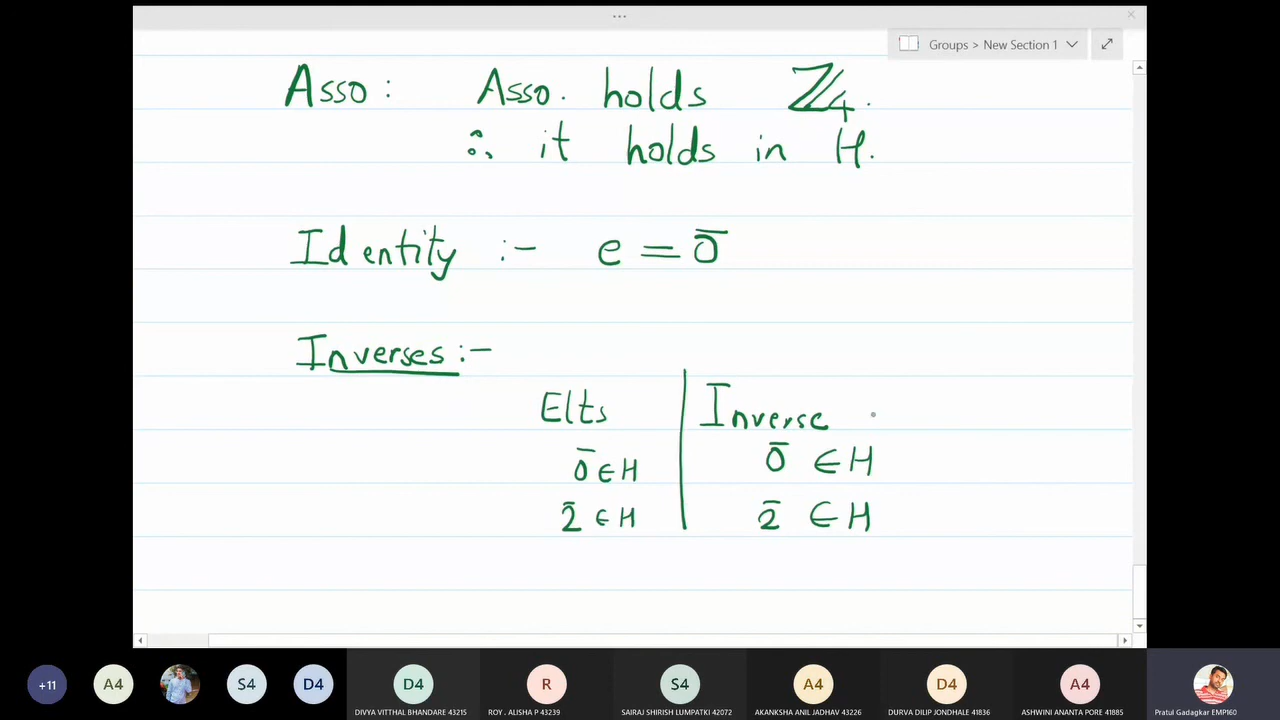 Groups > New Section 1
Asso : Asso. holds ℤ₄.
∴ it holds in H.
Identity :- e = 0̄
Inverses :-
Elts | Inverse
0̄ ∈ H | 0̄ ∈ H
2̄ ∈ H | 2̄ ∈ H
+11 A4 S4 D4 D4 R S4 A4 D4 A4
DIVYA VITTHAL BHANDARE 43215 ROY . ALISHA P 43239 SAIRAJ SHIRISH LUMPATKI 42072 AKANKSHA ANIL JADHAV 43226 DURVA DILIP JONDHALE 41836 ASHWINI ANANTA PORE 41885 Pratul Gadagkar EMP160